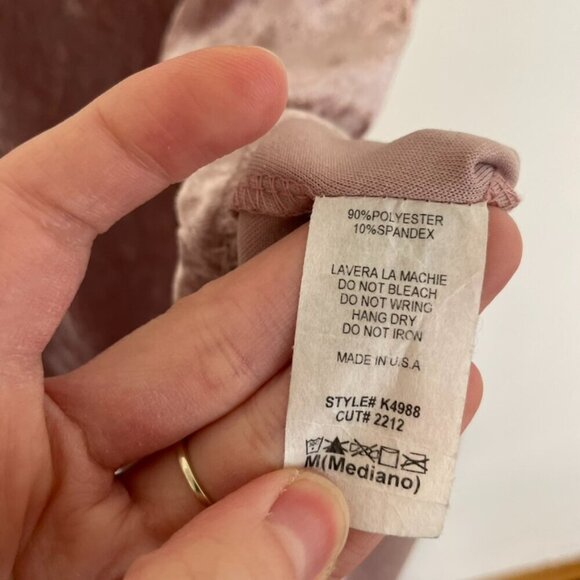 90%POLYESTER
10%SPANDEX
LAVERA LA MACHIE
DO NOT BLEACH
DO NOT WRING
HANG DRY
DO NOT IRON
MADE IN U.S.A
STYLE# K4988
CUT# 2212
M(Mediano)